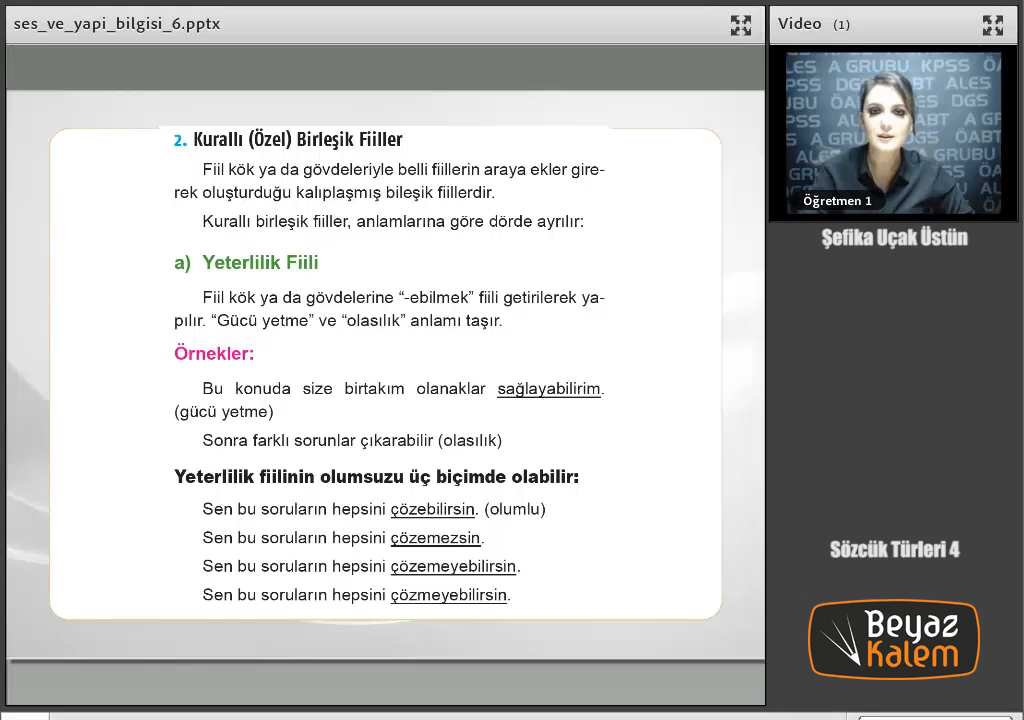 ses_ve_yapi_bilgisi_6.pptx
Video (1)
2. Kurallı (Özel) Birleşik Fiiller
Fiil kök ya da gövdeleriyle belli fiillerin araya ekler gire-
rek oluşturduğu kalıplaşmış bileşik fiillerdir.
Kurallı birleşik fiiller, anlamlarına göre dörde ayrılır:
a) Yeterlilik Fiili
Fiil kök ya da gövdelerine “-ebilmek” fiili getirilerek ya-
pılır. “Gücü yetme” ve “olasılık” anlamı taşır.
Örnekler:
Bu konuda size birtakım olanaklar sağlayabilirim.
(gücü yetme)
Sonra farklı sorunlar çıkarabilir (olasılık)
Yeterlilik fiilinin olumsuzu üç biçimde olabilir:
Sen bu soruların hepsini çözebilirsin. (olumlu)
Sen bu soruların hepsini çözemezsin.
Sen bu soruların hepsini çözemeyebilirsin.
Sen bu soruların hepsini çözmeyebilirsin.
Öğretmen 1
Şefika Uçak Üstün
Sözcük Türleri 4
Beyaz
Kalem